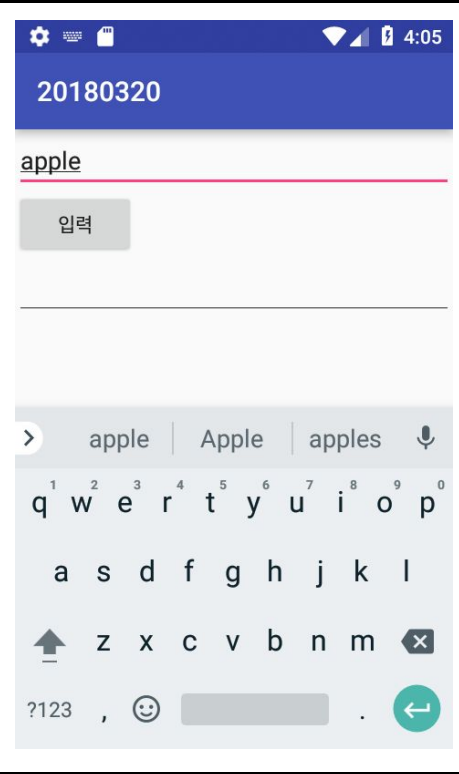 4:05
20180320
apple
입력
apple Apple apples
1 2 3 4 5 6 7 8 9 0
q w e r t y u i o p
a s d f g h j k l
z x c v b n m
?123 , .